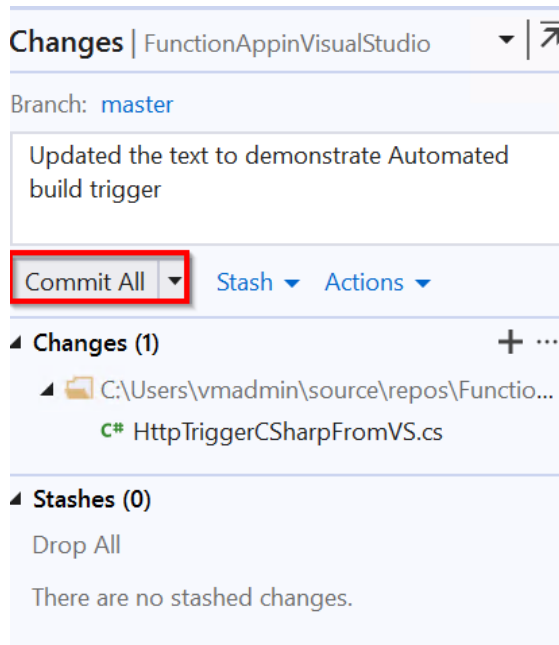 Changes | FunctionAppinVisualStudio
Branch: master
Updated the text to demonstrate Automated
build trigger
Commit All Stash Actions
Changes (1)
C:\Users\vmadmin\source\repos\Functio...
C# HttpTriggerCSharpFromVS.cs
Stashes (0)
Drop All
There are no stashed changes.